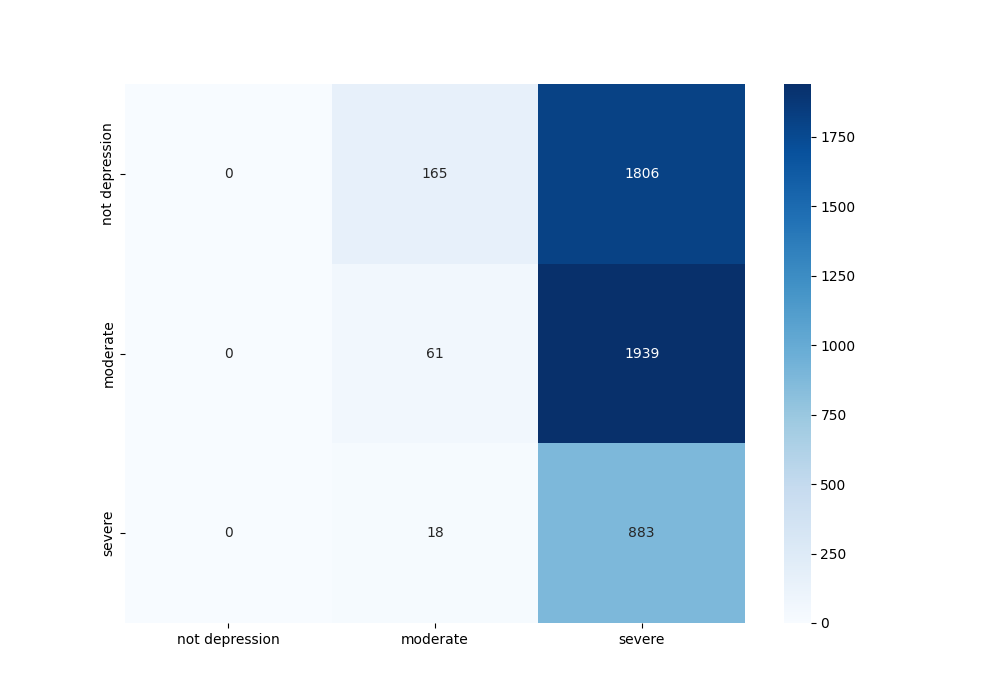 not depression
0
165
1806
moderate
0
61
1939
severe
0
18
883
not depression
moderate
severe
1750
1500
1250
1000
750
500
250
0